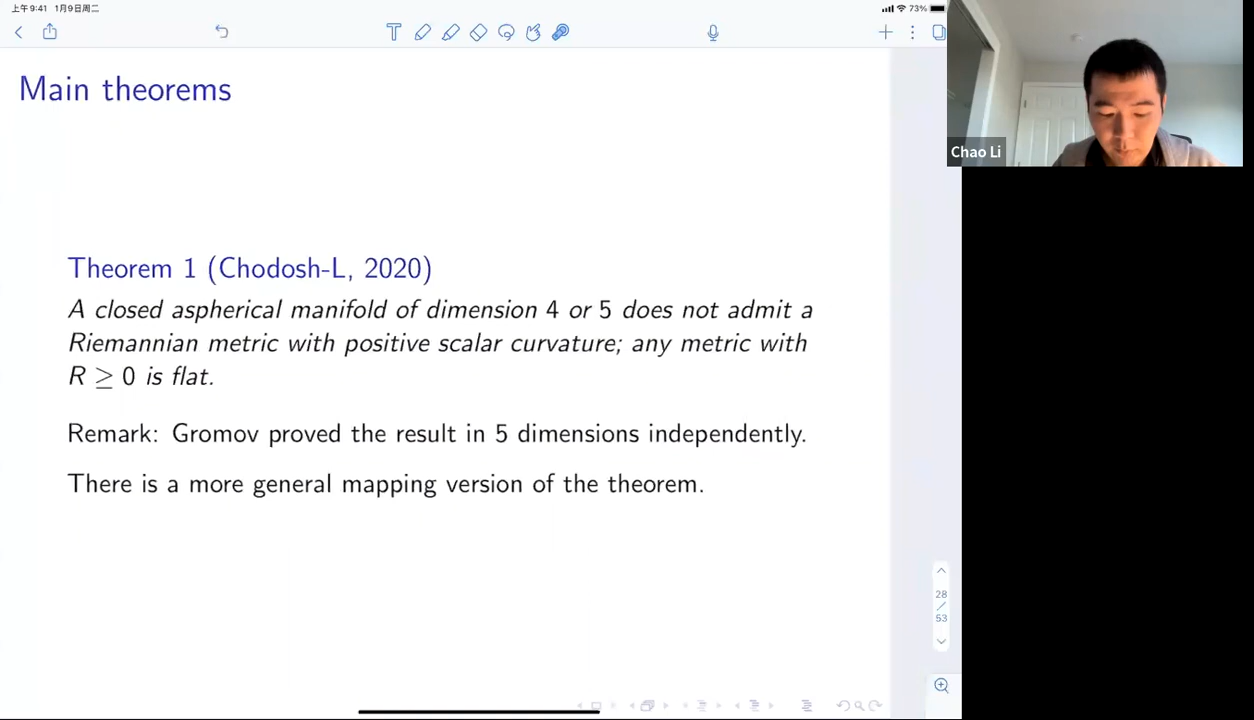 上午9:41 1月9日周二
73%
Main theorems
Chao Li
Theorem 1 (Chodosh-L, 2020)
A closed aspherical manifold of dimension 4 or 5 does not admit a
Riemannian metric with positive scalar curvature; any metric with
R ≥ 0 is flat.
Remark: Gromov proved the result in 5 dimensions independently.
There is a more general mapping version of the theorem.
28
/
53